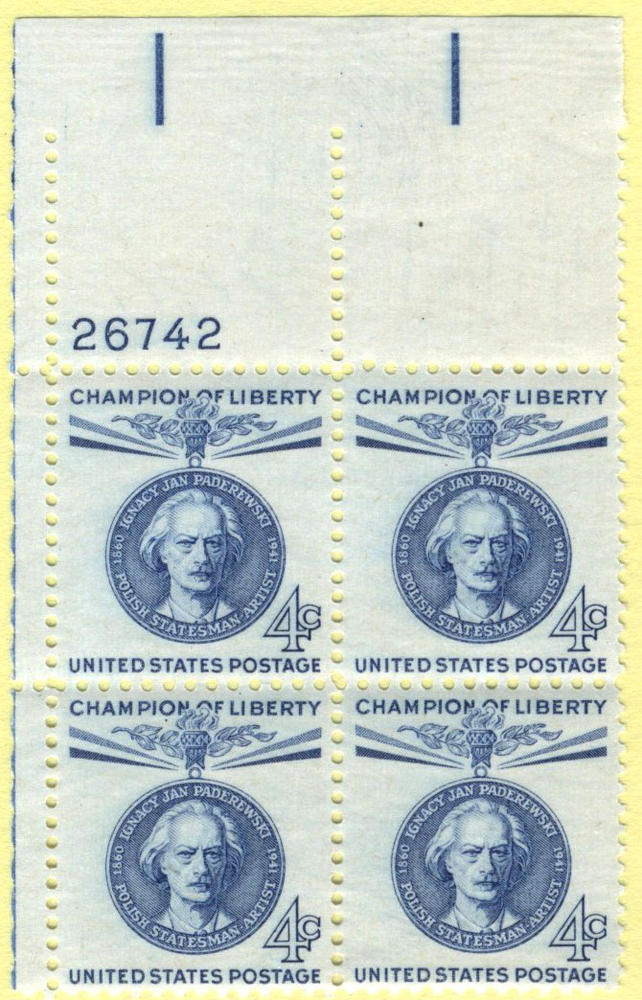 26742
CHAMPION OF LIBERTY CHAMPION OF LIBERTY
IGNACY JAN PADEREWSKI IGNACY JAN PADEREWSKI
1860 1941 1860 1941
POLISH STATESMAN-ARTIST POLISH STATESMAN-ARTIST
4c 4c
UNITED STATES POSTAGE UNITED STATES POSTAGE
CHAMPION OF LIBERTY CHAMPION OF LIBERTY
IGNACY JAN PADEREWSKI IGNACY JAN PADEREWSKI
1860 1941 1860 1941
POLISH STATESMAN-ARTIST POLISH STATESMAN-ARTIST
4c 4c
UNITED STATES POSTAGE UNITED STATES POSTAGE